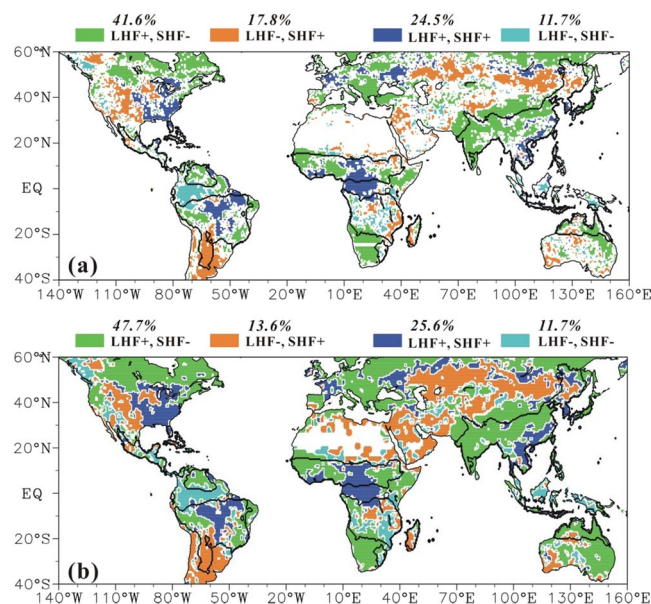 41.6% 17.8% 24.5% 11.7%
LHF+, SHF- LHF-, SHF+ LHF+, SHF+ LHF-, SHF-
60°N
40°N
20°N
EQ
20°S
40°S
(a)
140°W 110°W 80°W 50°W 20°W 10°E 40°E 70°E 100°E 130°E 160°E
47.7% 13.6% 25.6% 11.7%
LHF+, SHF- LHF-, SHF+ LHF+, SHF+ LHF-, SHF-
60°N
40°N
20°N
EQ
20°S
40°S
(b)
140°W 110°W 80°W 50°W 20°W 10°E 40°E 70°E 100°E 130°E 160°E